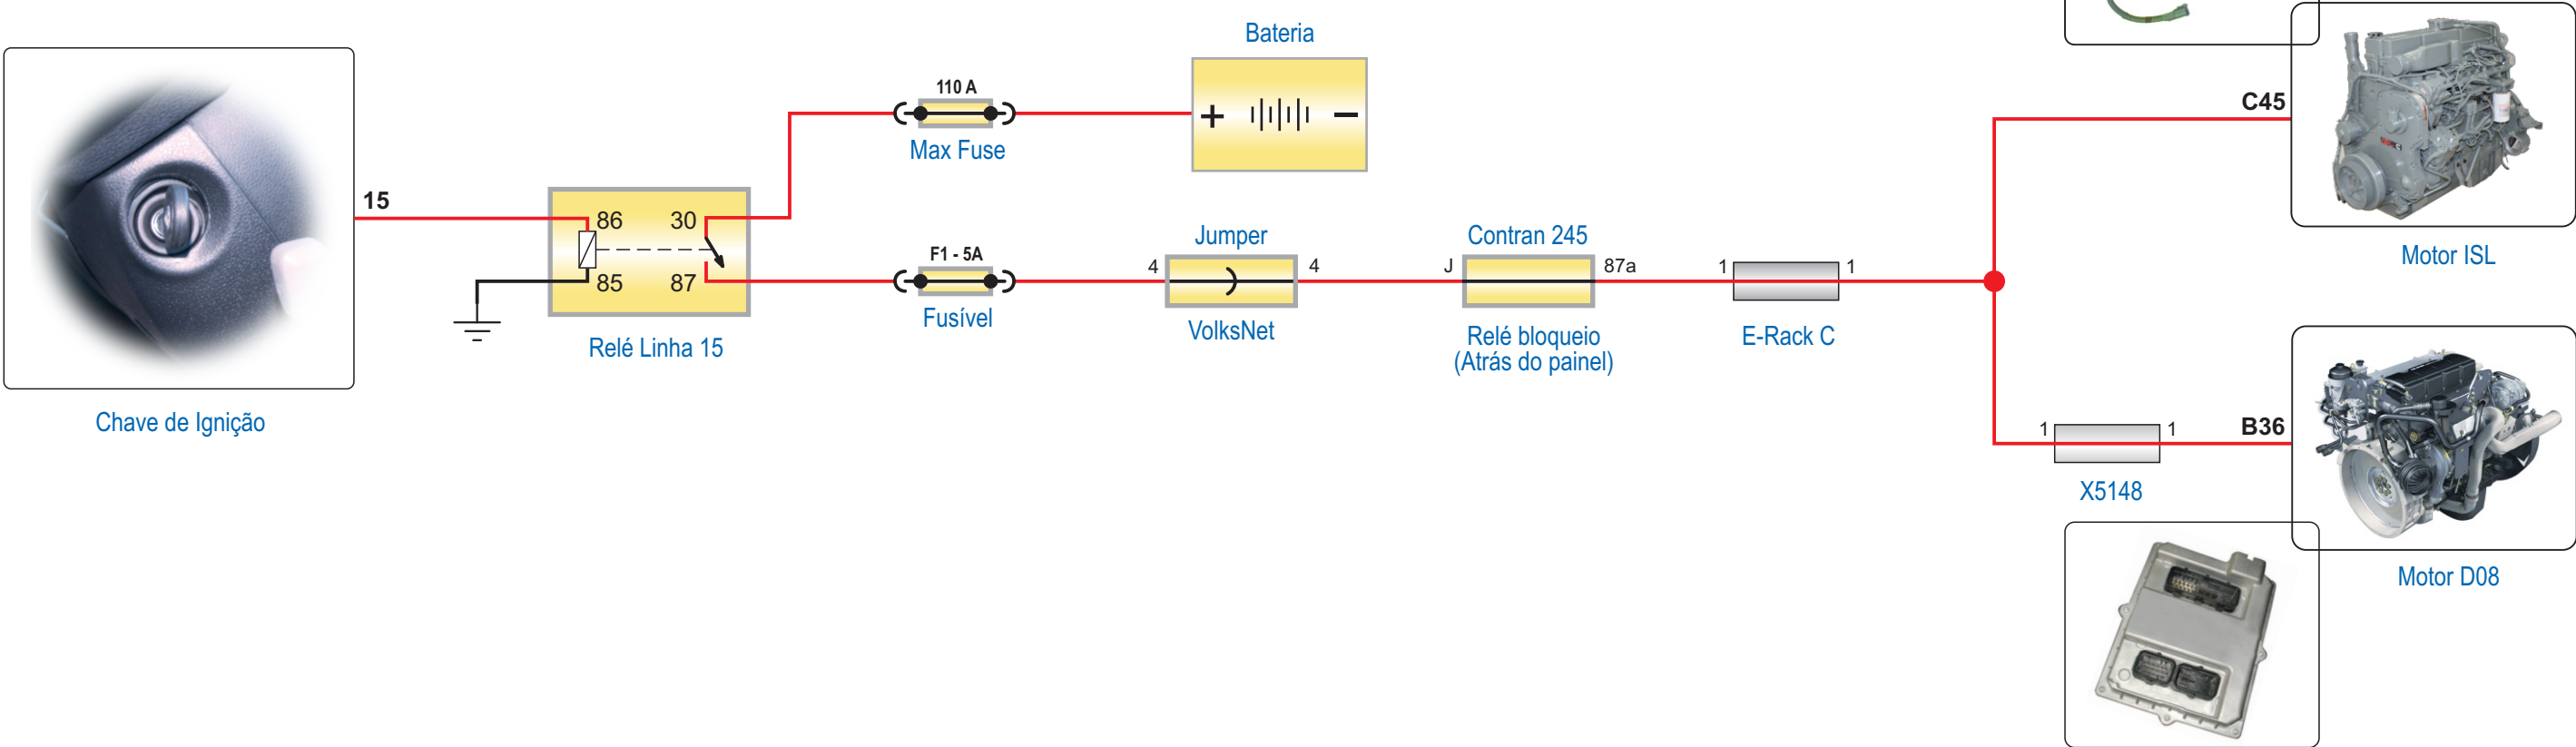 Bateria
110 A
Max Fuse
C45
15
86 30
85 87
Relé Linha 15
Chave de Ignição
F1 - 5A
Fusível
Jumper
4 4
VolksNet
Contran 245
J 87a
Relé bloqueio
(Atrás do painel)
1 1
E-Rack C
Motor ISL
1 1
X5148
B36
Motor D08